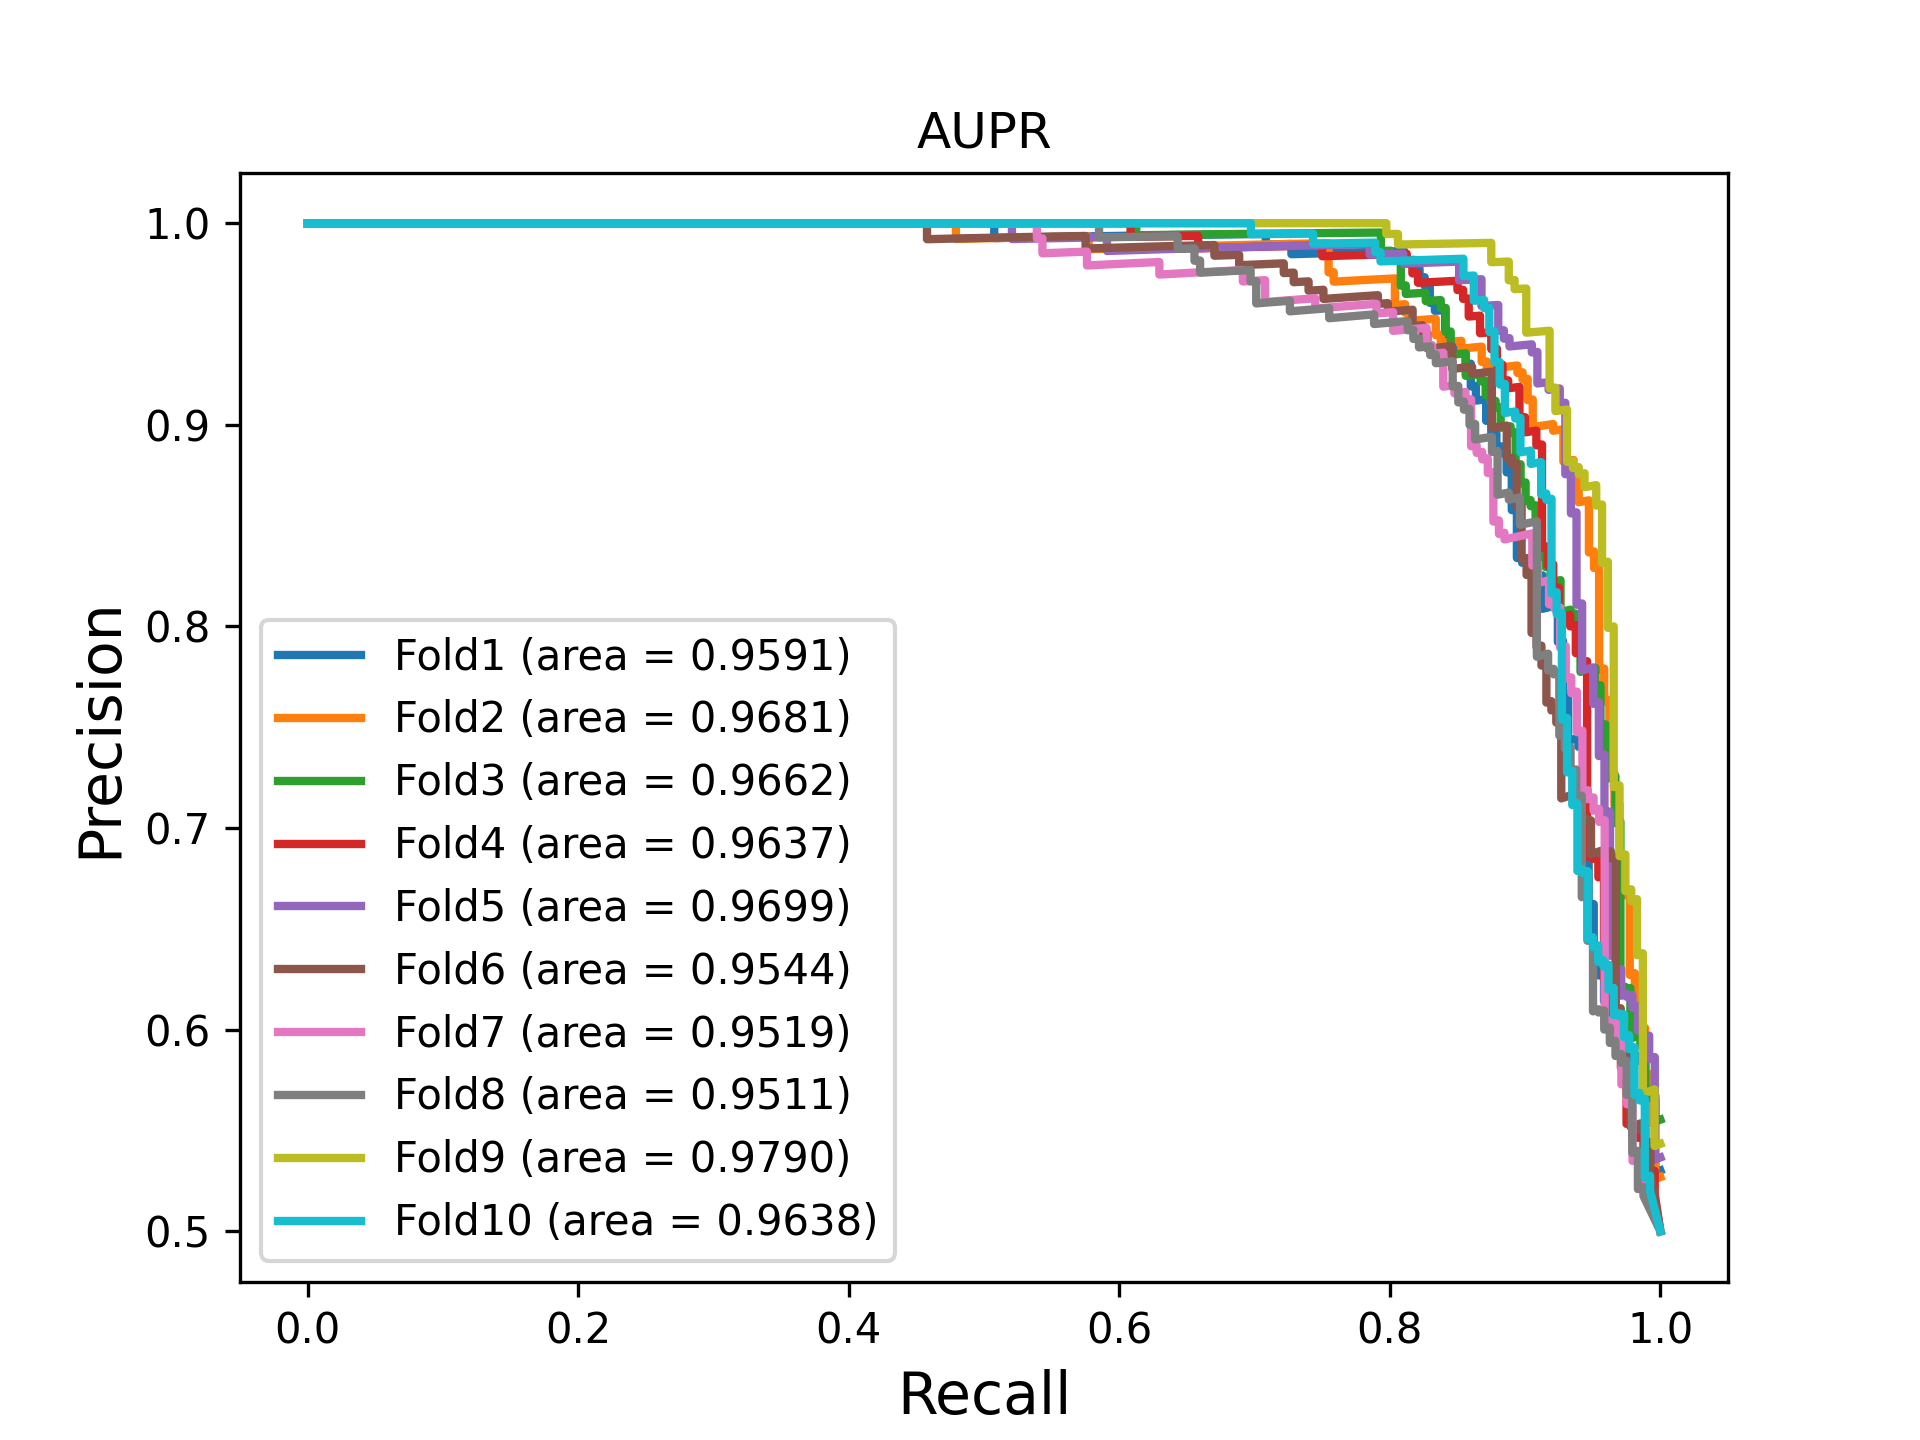 AUPR
1.0
0.9
0.8
0.7
0.6
0.5
Precision
Fold1 (area = 0.9591)
Fold2 (area = 0.9681)
Fold3 (area = 0.9662)
Fold4 (area = 0.9637)
Fold5 (area = 0.9699)
Fold6 (area = 0.9544)
Fold7 (area = 0.9519)
Fold8 (area = 0.9511)
Fold9 (area = 0.9790)
Fold10 (area = 0.9638)
0.0 0.2 0.4 0.6 0.8 1.0
Recall